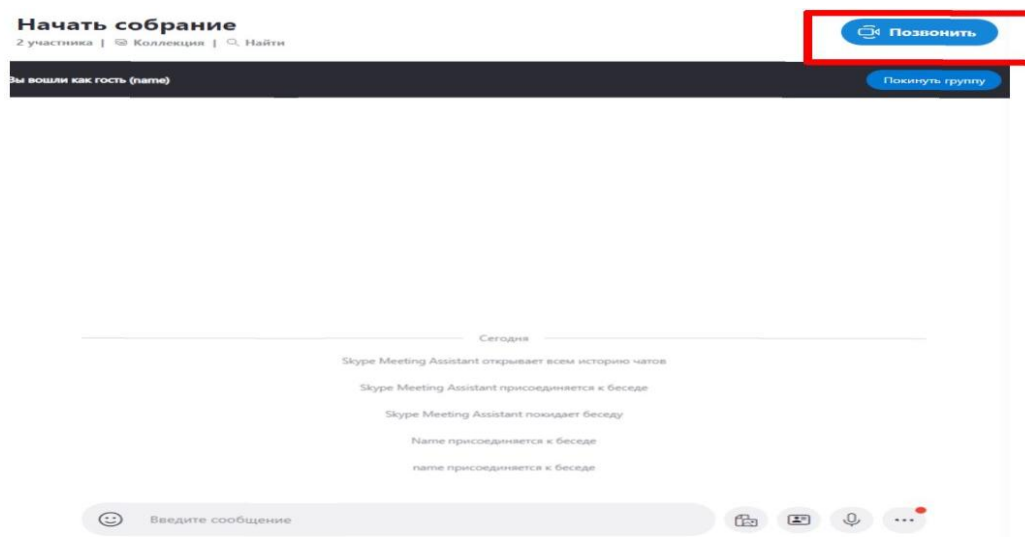 Начать собрание
Позвонить
2 участника | Коллекция | Найти
Вы вошли как гость (name)
Покинуть группу
Сегодня
Skype Meeting Assistant открывает всем историю чатов
Skype Meeting Assistant присоединяется к беседе
Skype Meeting Assistant покидает беседу
Name присоединяется к беседе
name присоединяется к беседе
Введите сообщение